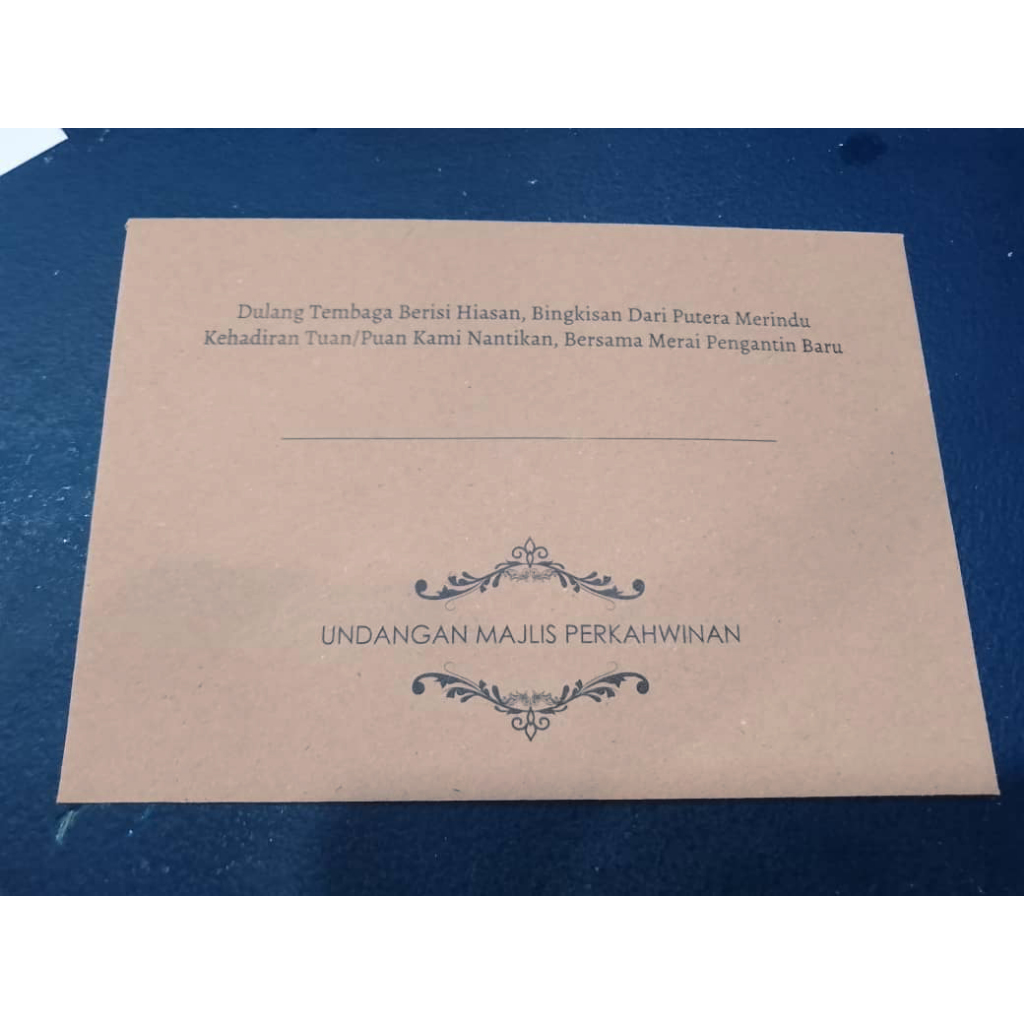 Dulang Tembaga Berisi Hiasan, Bingkisan Dari Putera Merindu
Kehadiran Tuan/Puan Kami Nantikan, Bersama Merai Pengantin Baru
UNDANGAN MAJLIS PERKAHWINAN